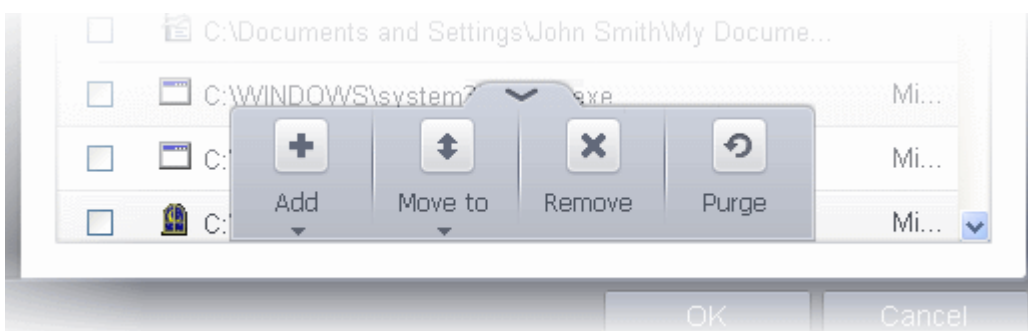 C:\Documents and Settings\John Smith\My Docume...
C:\WINDOWS\system exe Mi...
C: Mi...
C: Mi...
Add Move to Remove Purge
OK Cancel